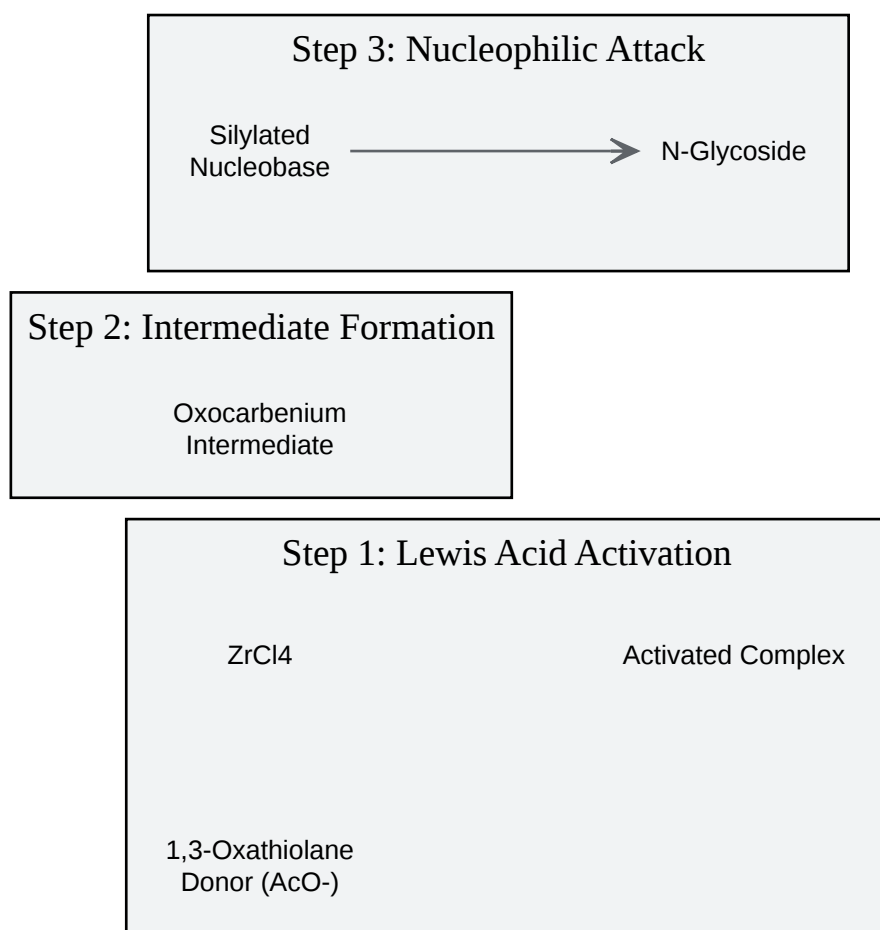 Step 3: Nucleophilic Attack
Silylated
Nucleobase
N-Glycoside
Step 2: Intermediate Formation
Oxocarbenium
Intermediate
Step 1: Lewis Acid Activation
ZrCl4
Activated Complex
1,3-Oxathiolane
Donor (AcO-)